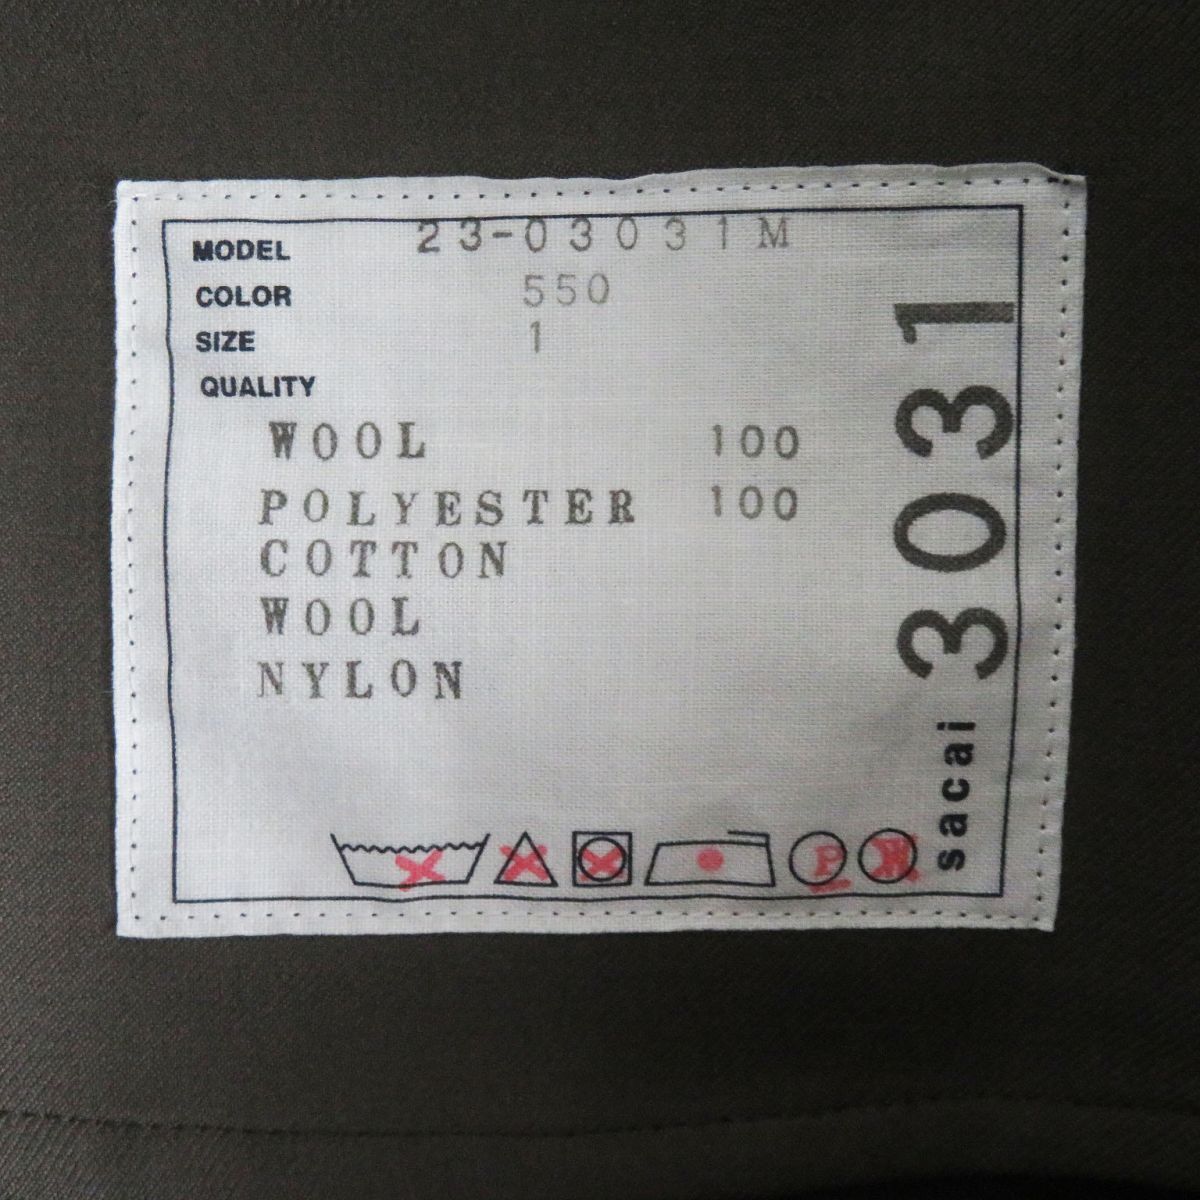 MODEL 23-03031M
COLOR 550
SIZE 1
QUALITY
WOOL 100
POLYESTER 100
COTTON
WOOL
NYLON
P
W
sacai 3031